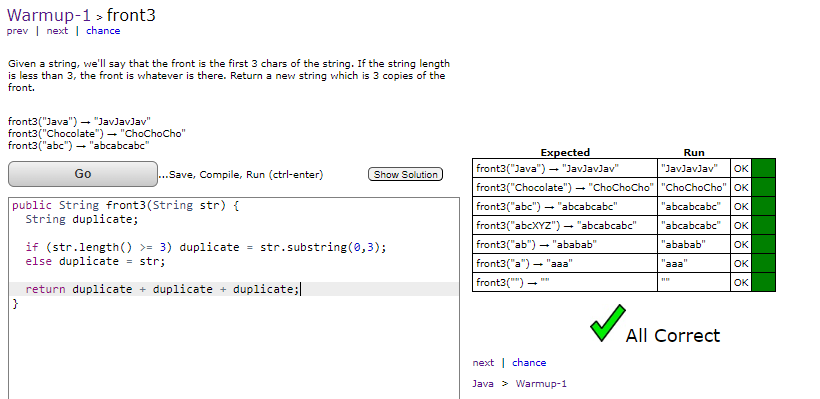 Warmup-1 > front3
prev | next | chance
Given a string, we'll say that the front is the first 3 chars of the string. If the string length
is less than 3, the front is whatever is there. Return a new string which is 3 copies of the
front.
front3("Java") → "JavJavJav"
front3("Chocolate") → "ChoChoCho"
front3("abc") → "abcabcabc"
Go
...Save, Compile, Run (ctrl-enter)
Show Solution
public String front3(String str) {
String duplicate;
if (str.length() >= 3) duplicate = str.substring(0,3);
else duplicate = str;
return duplicate + duplicate + duplicate;
}
Expected Run
front3("Java") → "JavJavJav" "JavJavJav" OK
front3("Chocolate") → "ChoChoCho" "ChoChoCho" OK
front3("abc") → "abcabcabc" "abcabcabc" OK
front3("abcXYZ") → "abcabcabc" "abcabcabc" OK
front3("ab") → "ababab" "ababab" OK
front3("a") → "aaa" "aaa" OK
front3("") → "" "" OK
All Correct
next | chance
Java > Warmup-1